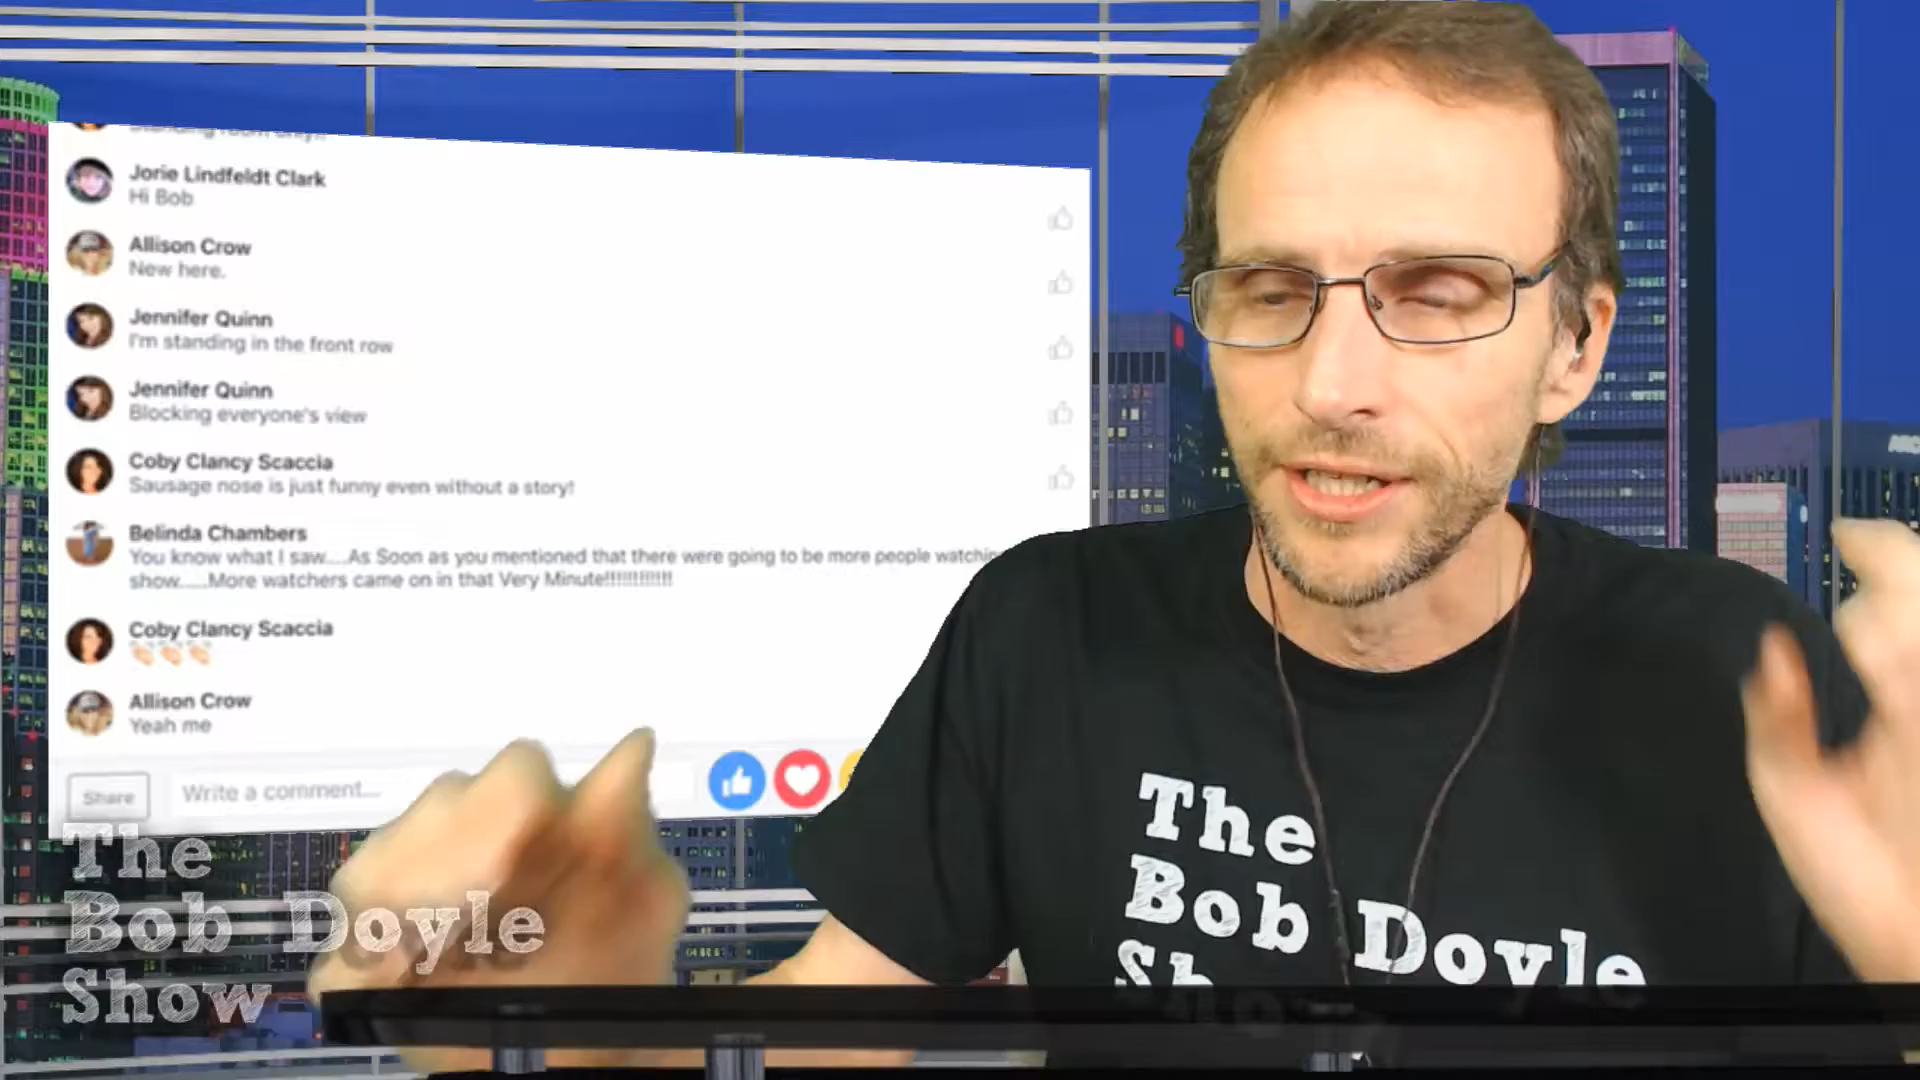 Jorie Lindfeldt Clark
Hi Bob
Allison Crow
New here.
Jennifer Quinn
I'm standing in the front row
Jennifer Quinn
Blocking everyone's view
Coby Clancy Scaccia
Sausage nose is just funny even without a story!
Belinda Chambers
You know what I saw....As Soon as you mentioned that there were going to be more people watching
show.....More watchers came on in that Very Minute!!!!!!!!!!!!
Coby Clancy Scaccia
Allison Crow
Yeah me
Share
Write a comment...
The
Bob Doyle
Show
The
Bob Doyle
Show